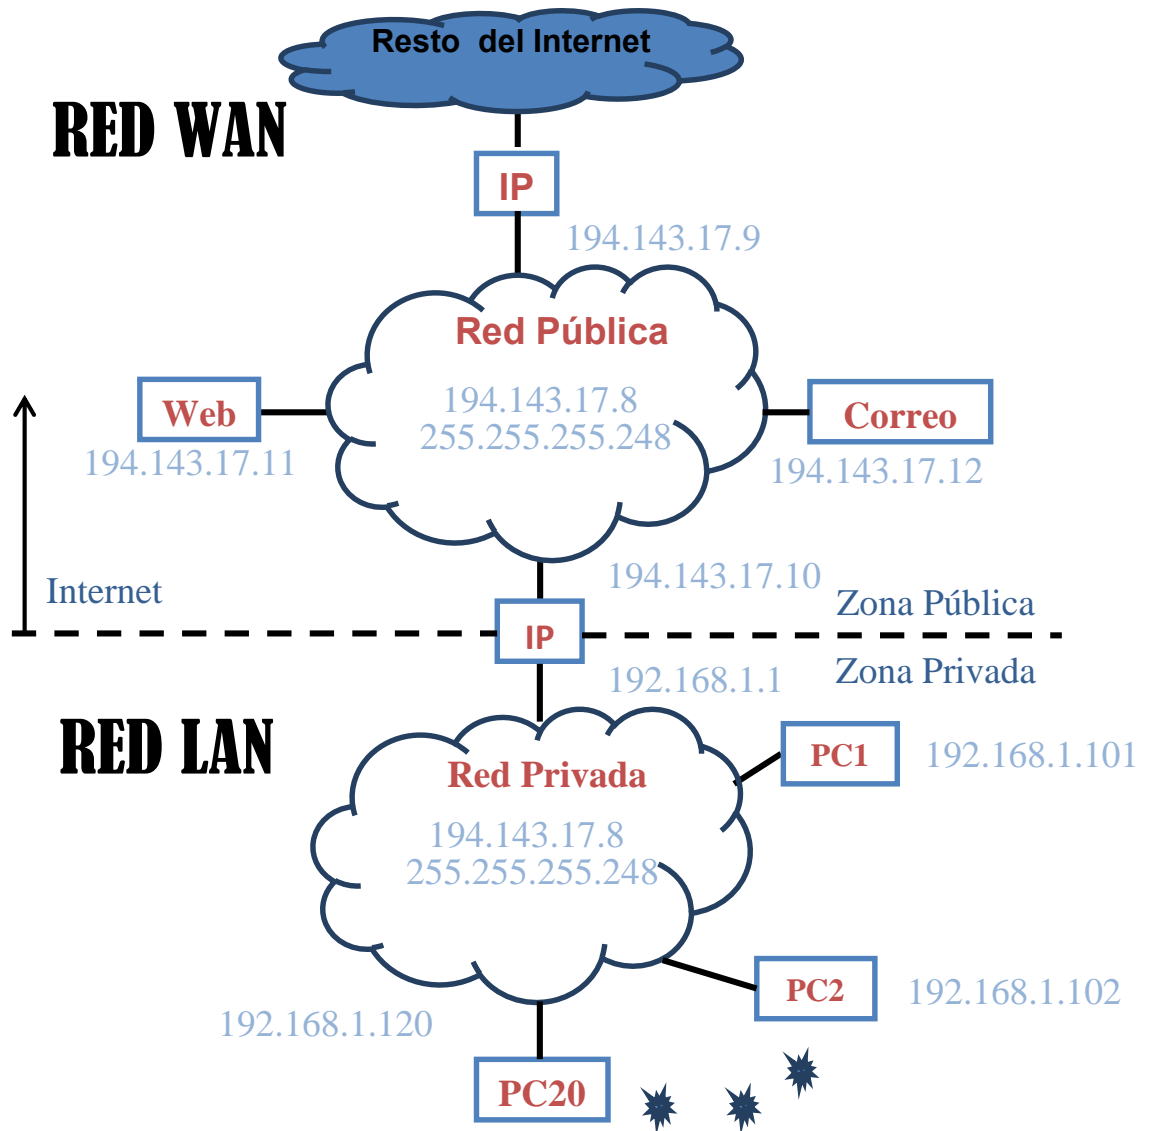 Resto del Internet
RED WAN
IP
194.143.17.9
Red Pública
194.143.17.8
255.255.255.248
Web
194.143.17.11
Correo
194.143.17.12
Internet
194.143.17.10
Zona Pública
IP
192.168.1.1
Zona Privada
RED LAN
Red Privada
194.143.17.8
255.255.255.248
PC1
192.168.1.101
PC2
192.168.1.102
192.168.1.120
PC20